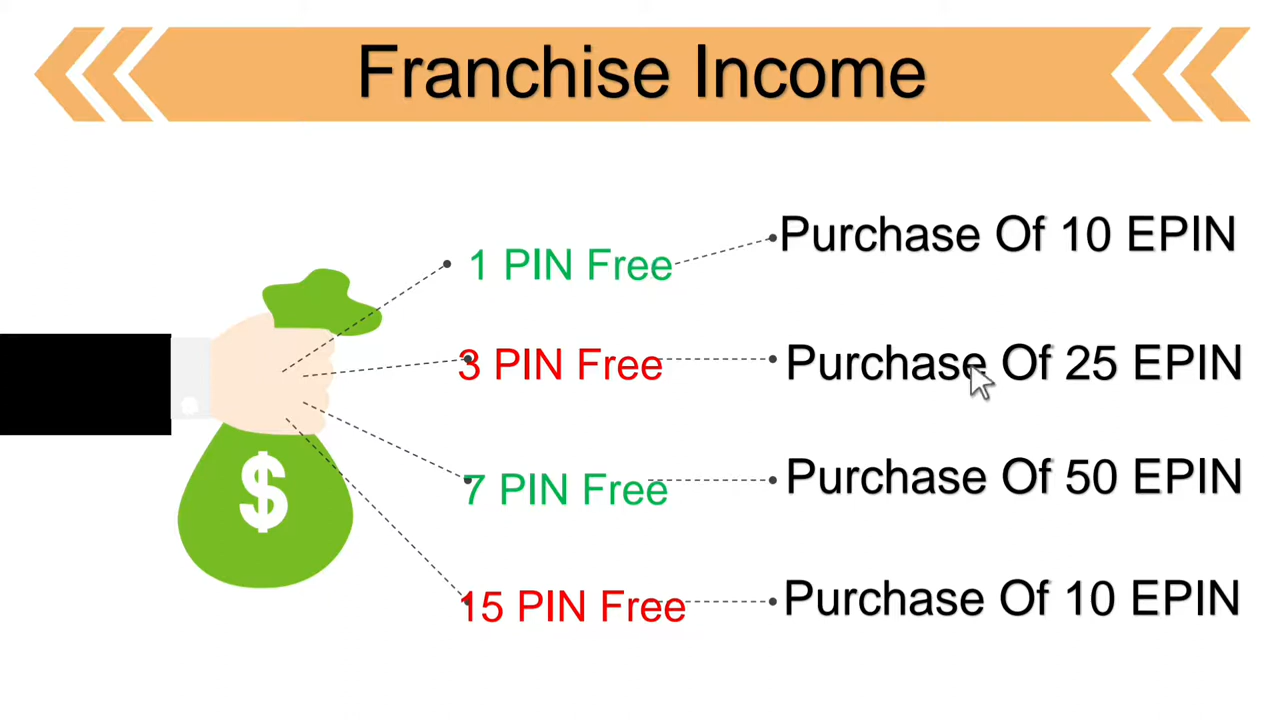 Franchise Income
1 PIN Free
Purchase Of 10 EPIN
3 PIN Free
Purchase Of 25 EPIN
7 PIN Free
Purchase Of 50 EPIN
15 PIN Free
Purchase Of 10 EPIN
$